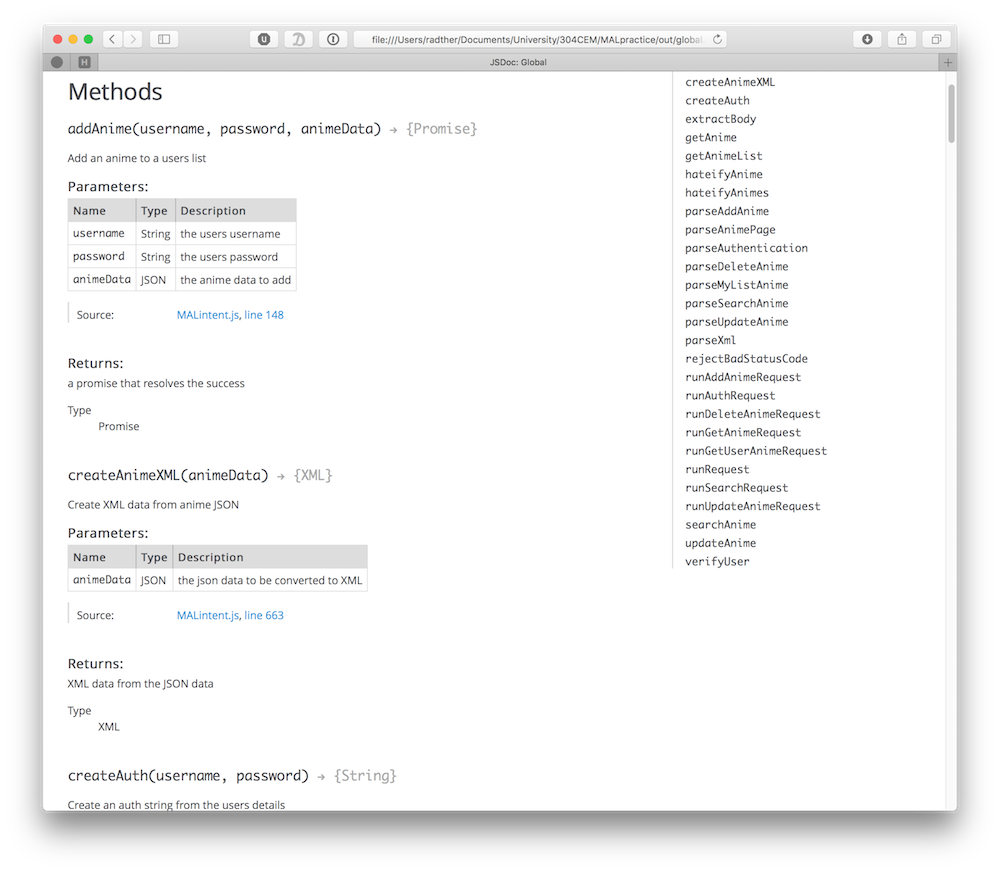 file:///Users/radther/Documents/University/304CEM/MALpractice/out/global.
H
JSDoc: Global
Methods
addAnime(username, password, animeData) → {Promise}
Add an anime to a users list
Parameters:
Name Type Description
username String the users username
password String the users password
animeData JSON the anime data to add
Source: MALintent.js, line 148
Returns:
a promise that resolves the success
Type
Promise
createAnimeXML(animeData) → {XML}
Create XML data from anime JSON
Parameters:
Name Type Description
animeData JSON the json data to be converted to XML
Source: MALintent.js, line 663
Returns:
XML data from the JSON data
Type
XML
createAuth(username, password) → {String}
Create an auth string from the users details
createAnimeXML
createAuth
extractBody
getAnime
getAnimeList
hateifyAnime
hateifyAnimes
parseAddAnime
parseAnimePage
parseAuthentication
parseDeleteAnime
parseMyListAnime
parseSearchAnime
parseUpdateAnime
parseXml
rejectBadStatusCode
runAddAnimeRequest
runAuthRequest
runDeleteAnimeRequest
runGetAnimeRequest
runGetUserAnimeRequest
runRequest
runSearchRequest
runUpdateAnimeRequest
searchAnime
updateAnime
verifyUser